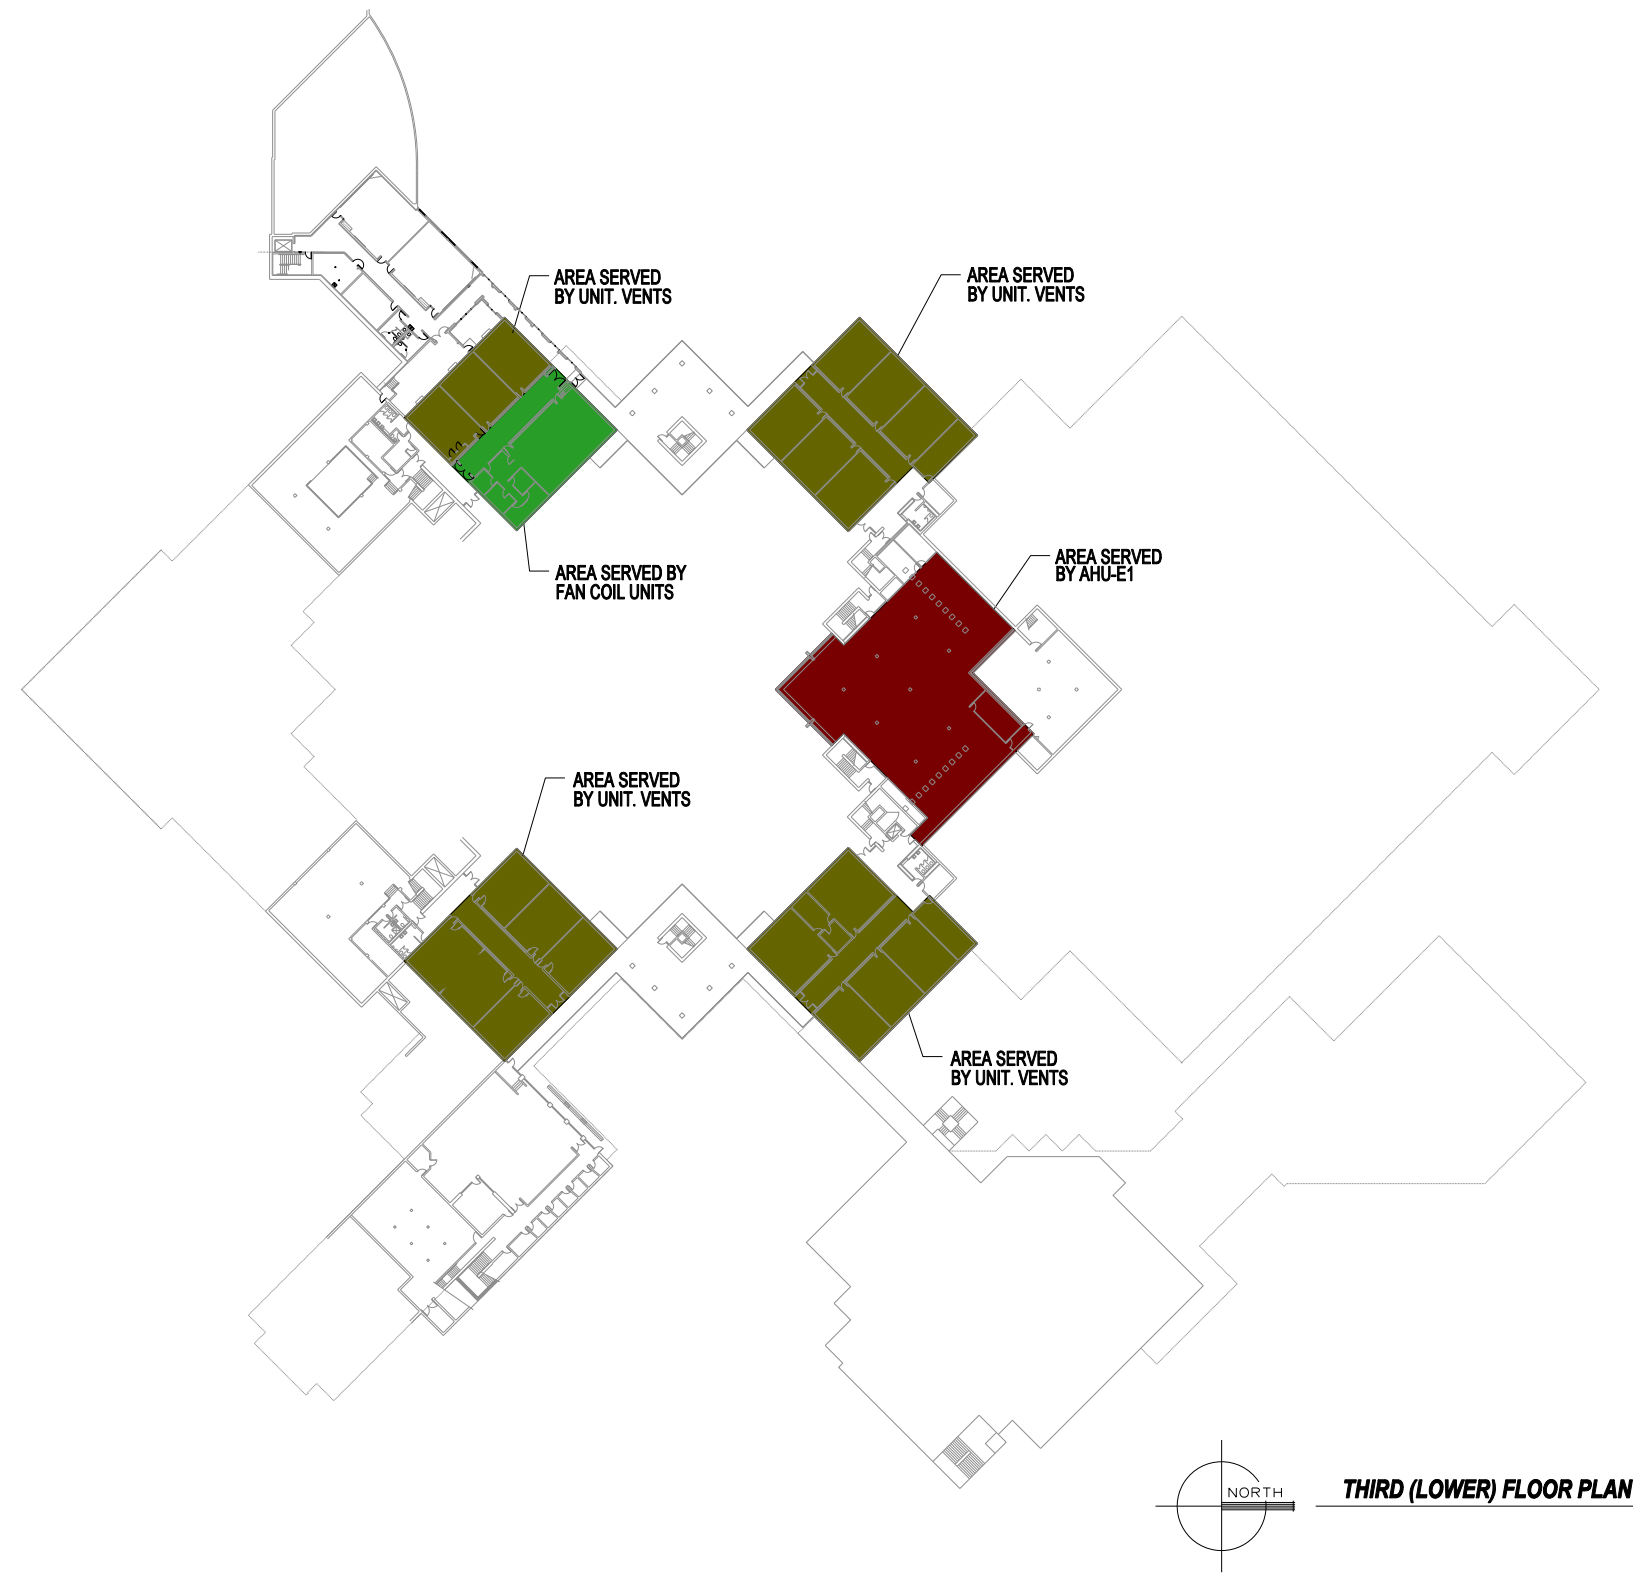 AREA SERVED
BY UNIT. VENTS
AREA SERVED
BY UNIT. VENTS
AREA SERVED
BY AHU-E1
AREA SERVED BY
FAN COIL UNITS
AREA SERVED
BY UNIT. VENTS
AREA SERVED
BY UNIT. VENTS
NORTH
THIRD (LOWER) FLOOR PLAN